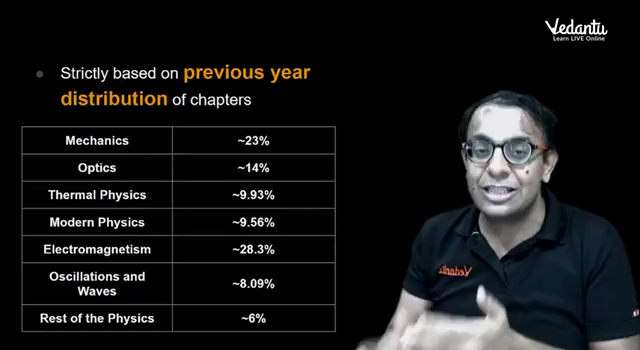 Vedantu
Learn LIVE Online
● Strictly based on previous year
distribution of chapters
Mechanics ~23%
Optics ~14%
Thermal Physics ~9.93%
Modern Physics ~9.56%
Electromagnetism ~28.3%
Oscillations and
Waves ~8.09%
Rest of the Physics ~6%
Vedantu